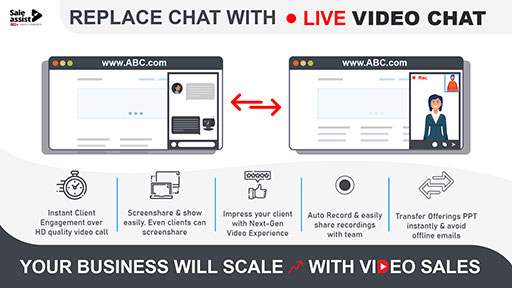 Sale
assist
REPLACE CHAT WITH • LIVE VIDEO CHAT
www.ABC.com
www.ABC.com
Rec
Instant Client
Engagement over
HD quality video call
Screenshare & show
easily. Even clients can
screenshare
Impress your client
with Next-Gen
Video Experience
Auto Record & easily
share recordings
with team
Transfer Offerings PPT
instantly & avoid
offline emails
YOUR BUSINESS WILL SCALE WITH VIDEO SALES